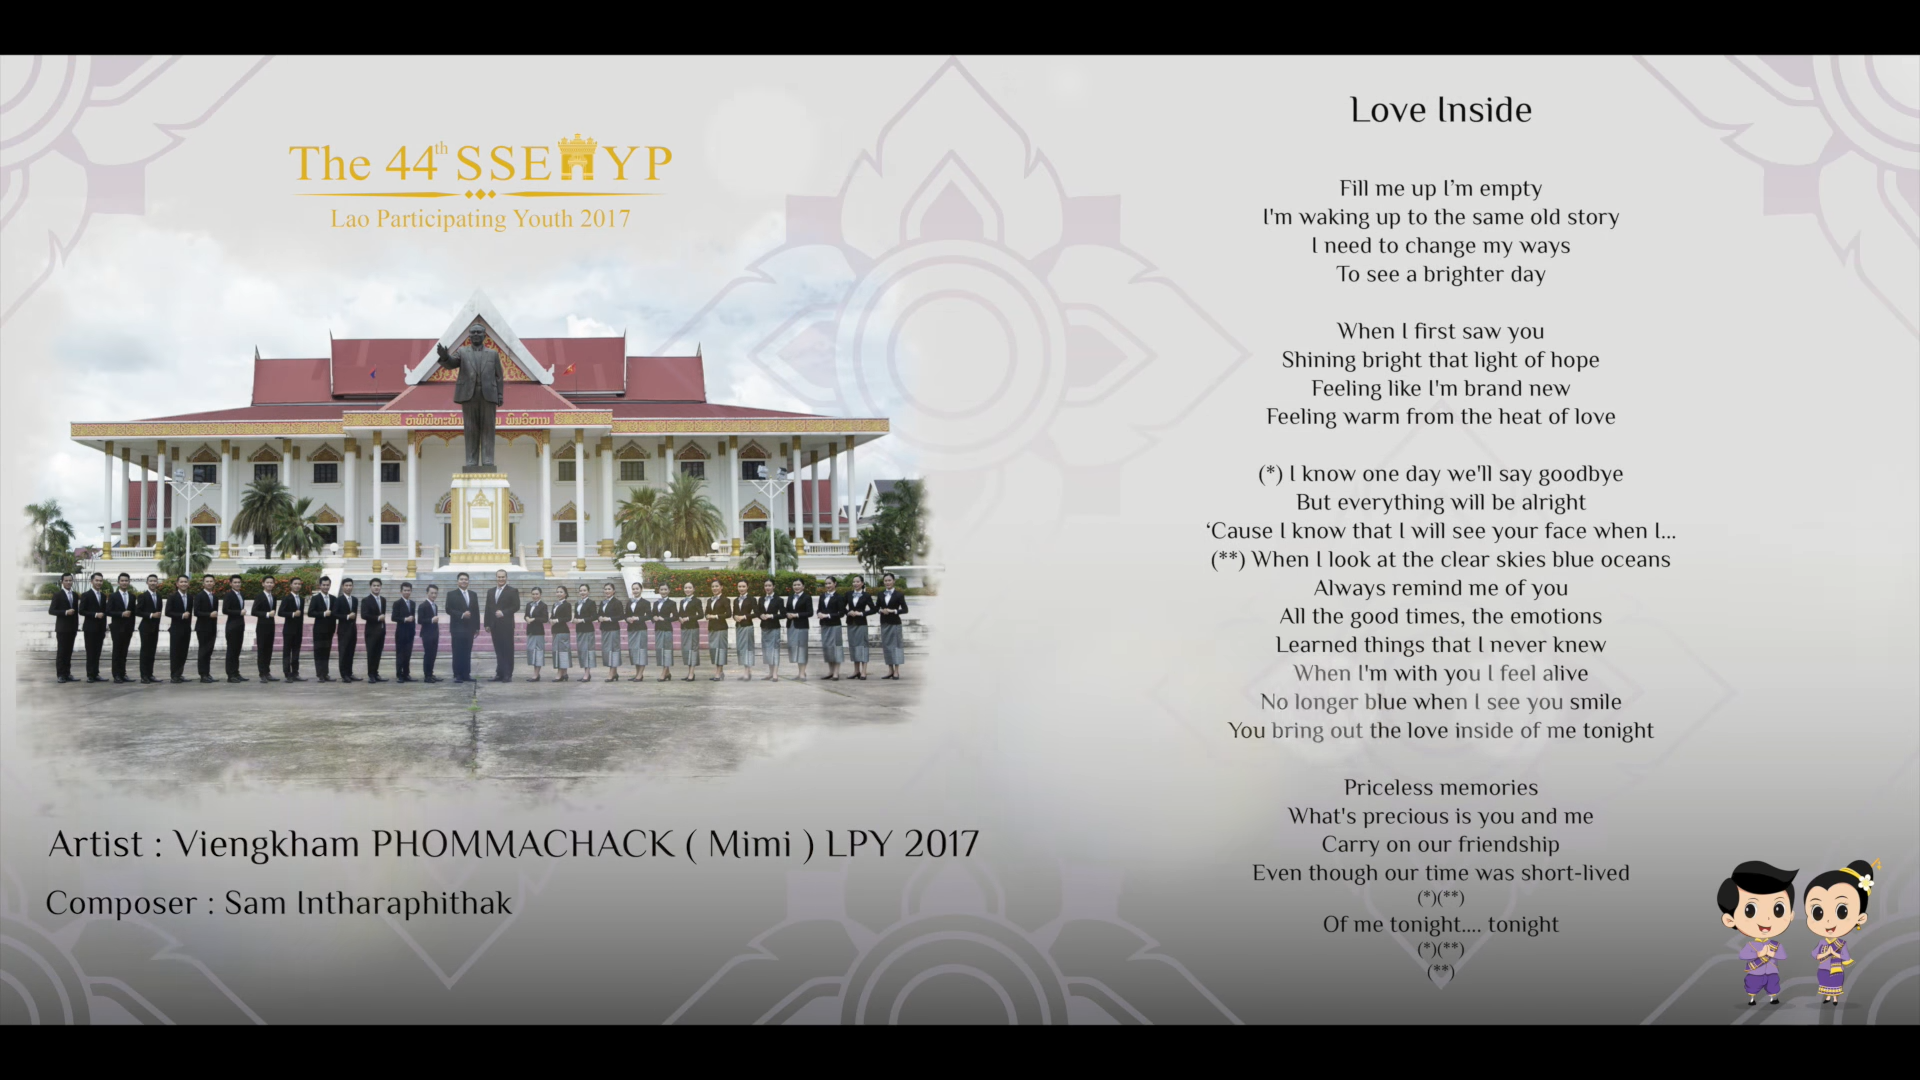 The 44th SSEAYP
Lao Participating Youth 2017
Artist : Viengkham PHOMMACHACK ( Mimi ) LPY 2017
Composer : Sam Intharaphithak
Love Inside
Fill me up I’m empty
I'm waking up to the same old story
I need to change my ways
To see a brighter day
When I first saw you
Shining bright that light of hope
Feeling like I'm brand new
Feeling warm from the heat of love
(*) I know one day we'll say goodbye
But everything will be alright
‘Cause I know that I will see your face when I...
(**) When I look at the clear skies blue oceans
Always remind me of you
All the good times, the emotions
Learned things that I never knew
When I'm with you I feel alive
No longer blue when I see you smile
You bring out the love inside of me tonight
Priceless memories
What's precious is you and me
Carry on our friendship
Even though our time was short-lived
(*)(**)
Of me tonight.... tonight
(*)(**)
(**)